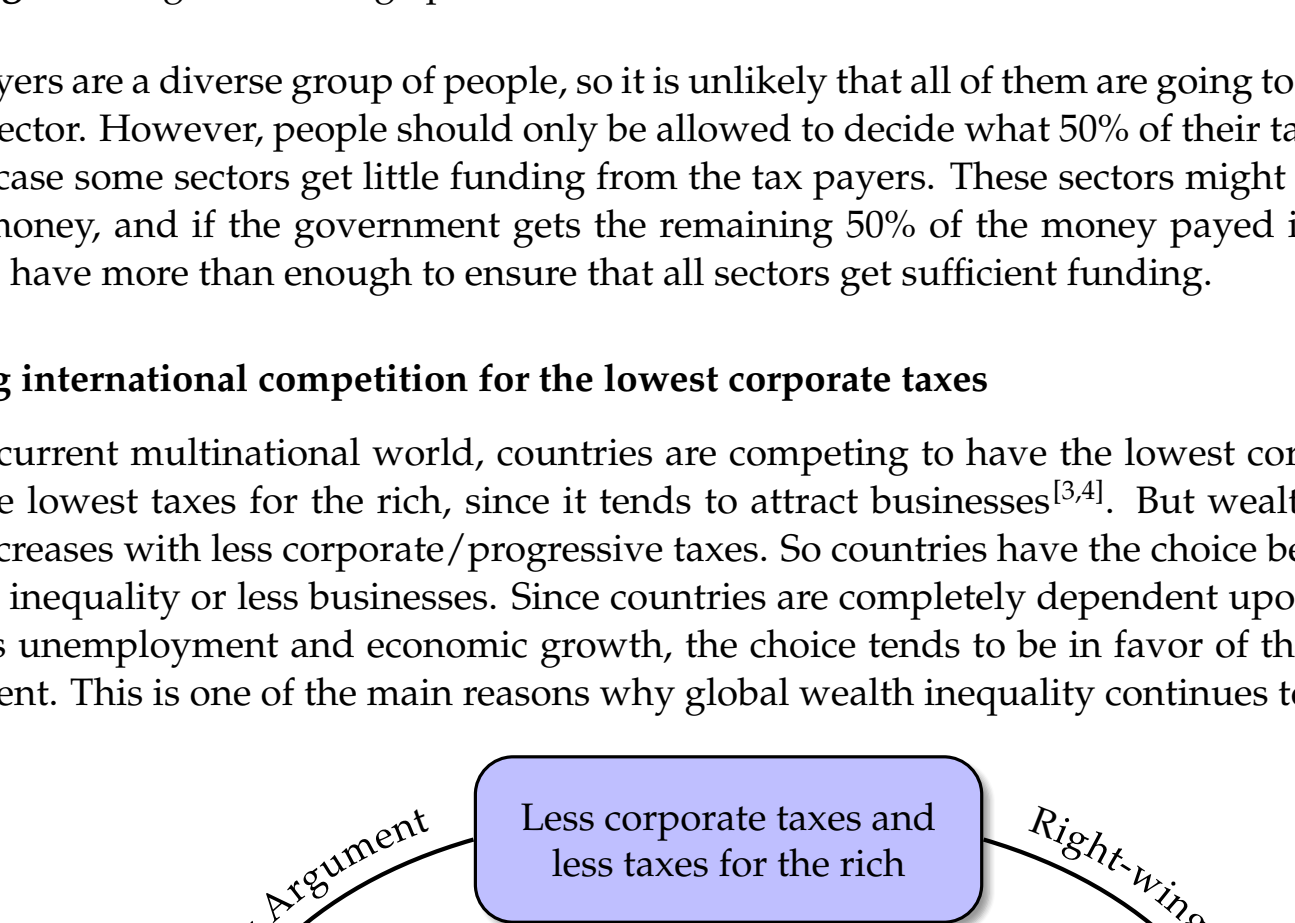 yers are a diverse group of people, so it is unlikely that all of them are going to
ector. However, people should only be allowed to decide what 50% of their ta
case some sectors get little funding from the tax payers. These sectors might
noney, and if the government gets the remaining 50% of the money payed i
have more than enough to ensure that all sectors get sufficient funding.
g international competition for the lowest corporate taxes
current multinational world, countries are competing to have the lowest cor
e lowest taxes for the rich, since it tends to attract businesses[3,4]. But wealt
creases with less corporate/progressive taxes. So countries have the choice be
inequality or less businesses. Since countries are completely dependent upo
s unemployment and economic growth, the choice tends to be in favor of th
ent. This is one of the main reasons why global wealth inequality continues to
Argument
Less corporate taxes and
less taxes for the rich
Right-wing